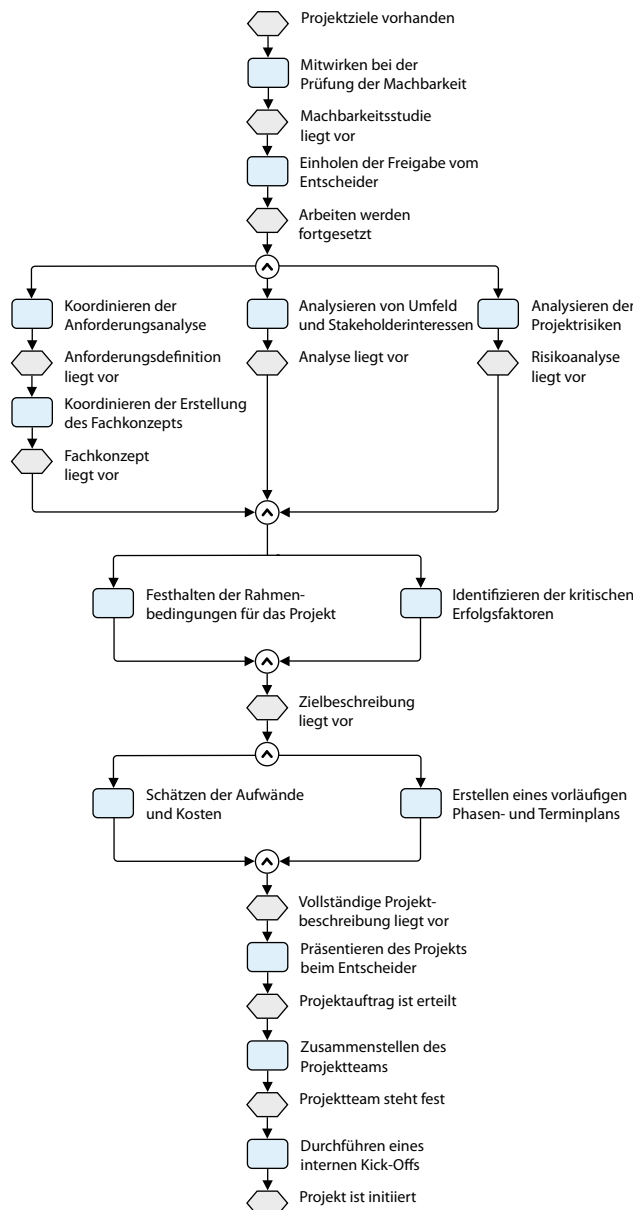 Projektziele vorhanden
Mitwirken bei der
Prüfung der Machbarkeit
Machbarkeitsstudie
liegt vor
Einholen der Freigabe vom
Entscheider
Arbeiten werden
fortgesetzt
Koordinieren der
Anforderungsanalyse
Analysieren von Umfeld
und Stakeholderinteressen
Analysieren der
Projektrisiken
Anforderungsdefinition
liegt vor
Analyse liegt vor
Risikoanalyse
liegt vor
Koordinieren der Erstellung
des Fachkonzepts
Fachkonzept
liegt vor
Festhalten der Rahmen-
bedingungen für das Projekt
Identifizieren der kritischen
Erfolgsfaktoren
Zielbeschreibung
liegt vor
Schätzen der Aufwände
und Kosten
Erstellen eines vorläufigen
Phasen- und Terminplans
Vollständige Projekt-
beschreibung liegt vor
Präsentieren des Projekts
beim Entscheider
Projektauftrag ist erteilt
Zusammenstellen des
Projektteams
Projektteam steht fest
Durchführen eines
internen Kick-Offs
Projekt ist initiiert